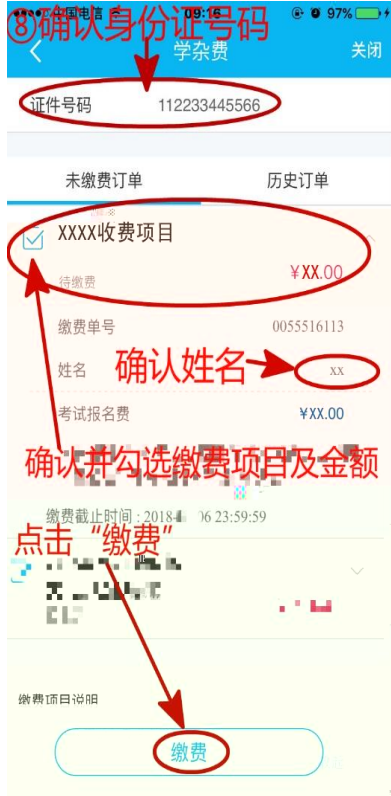 ⑧确认身份证号码
中国电信 09:16 97%
学杂费 关闭
证件号码 112233445566
未缴费订单 历史订单
XXXX收费项目
待缴费 ¥XX.00
缴费单号 0055516113
确认姓名
姓名 xx
考试报名费 ¥XX.00
确认并勾选缴费项目及金额
缴费截止时间 : 2018- 06 23:59:59
点击“缴费”
缴费项目说明
缴费